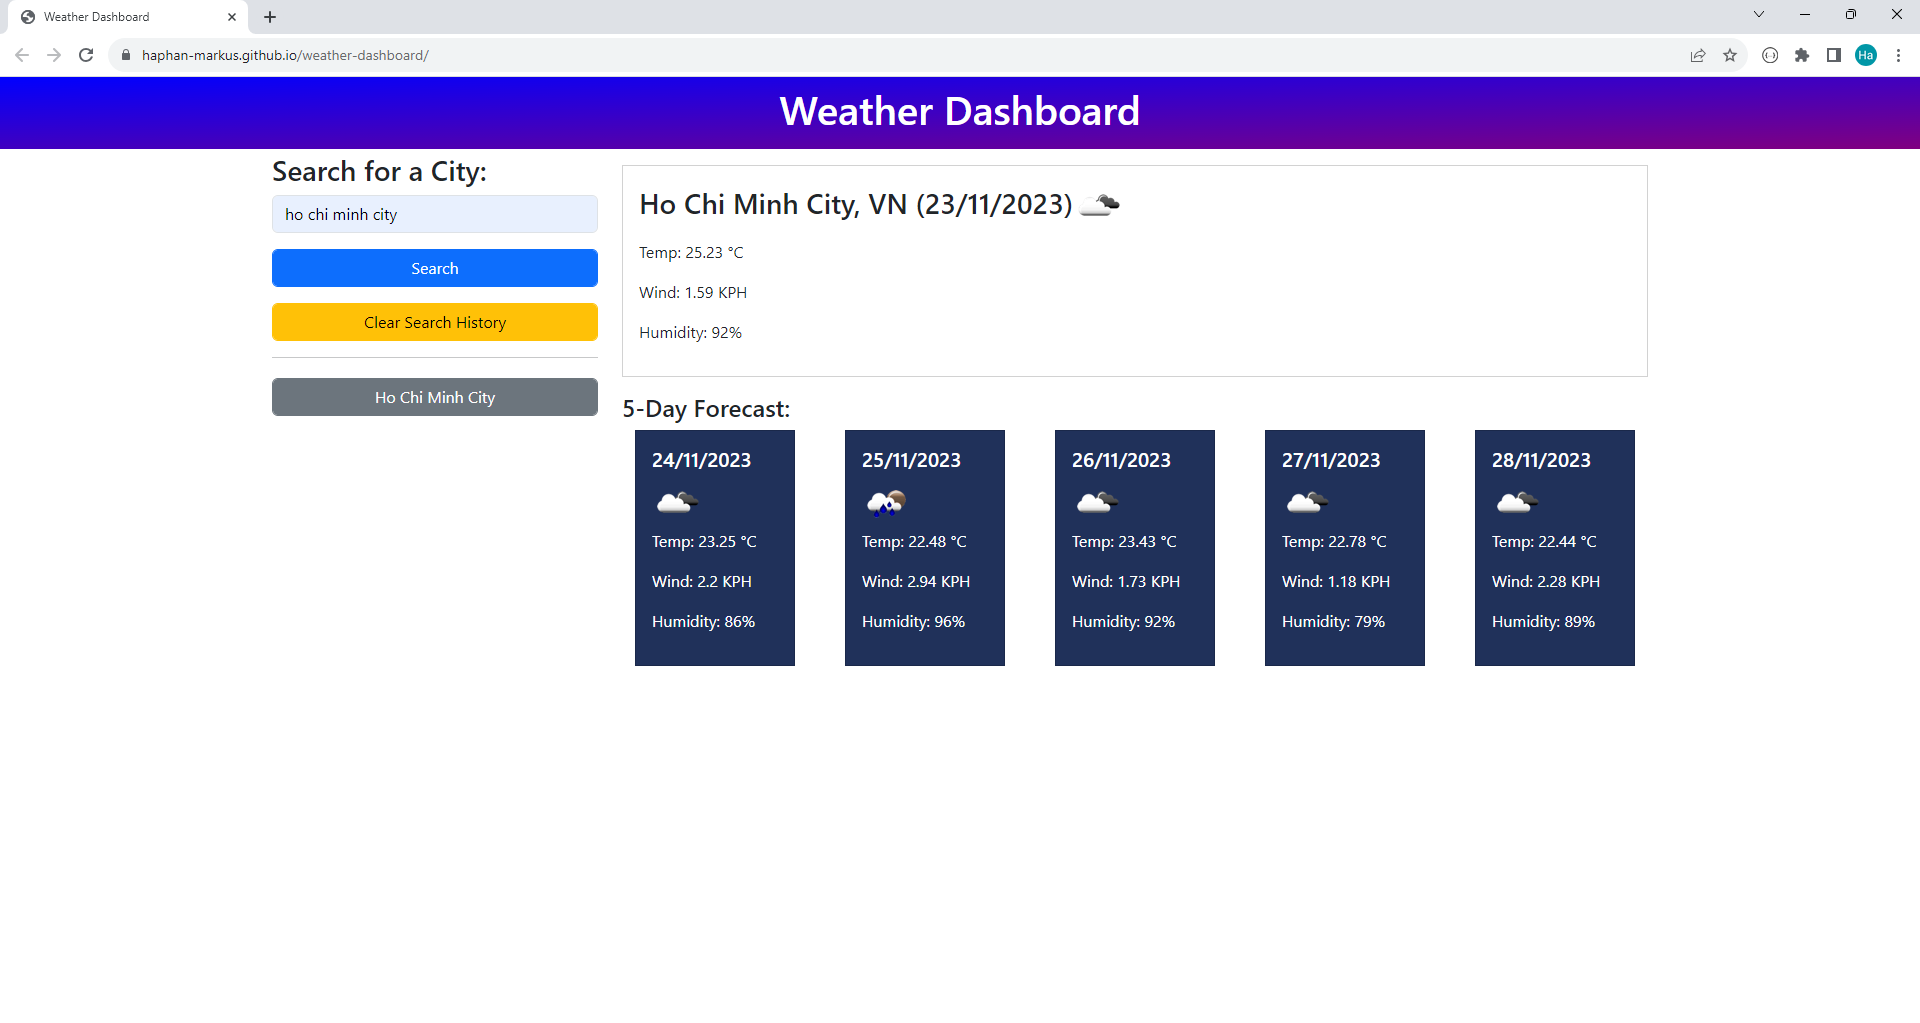 Weather Dashboard
haphan-markus.github.io/weather-dashboard/
Ha
Weather Dashboard
Search for a City:
ho chi minh city
Search
Clear Search History
Ho Chi Minh City
Ho Chi Minh City, VN (23/11/2023)
Temp: 25.23 °C
Wind: 1.59 KPH
Humidity: 92%
5-Day Forecast:
24/11/2023
Temp: 23.25 °C
Wind: 2.2 KPH
Humidity: 86%
25/11/2023
Temp: 22.48 °C
Wind: 2.94 KPH
Humidity: 96%
26/11/2023
Temp: 23.43 °C
Wind: 1.73 KPH
Humidity: 92%
27/11/2023
Temp: 22.78 °C
Wind: 1.18 KPH
Humidity: 79%
28/11/2023
Temp: 22.44 °C
Wind: 2.28 KPH
Humidity: 89%